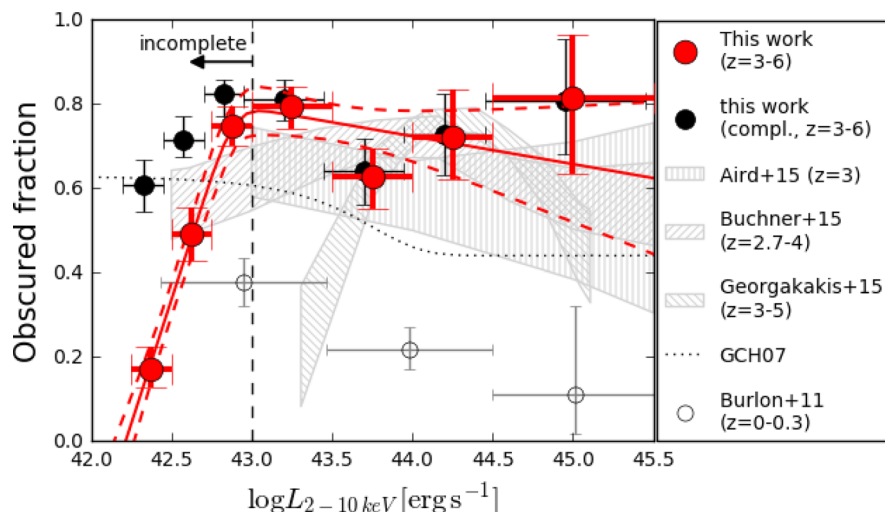 1.0
0.8
0.6
0.4
0.2
0.0
Obscured fraction
incomplete
42.0 42.5 43.0 43.5 44.0 44.5 45.0 45.5
logL2−10 keV[erg s−1]
This work
(z=3-6)
this work
(compl., z=3-6)
Aird+15 (z=3)
Buchner+15
(z=2.7-4)
Georgakakis+15
(z=3-5)
GCH07
Burlon+11
(z=0-0.3)